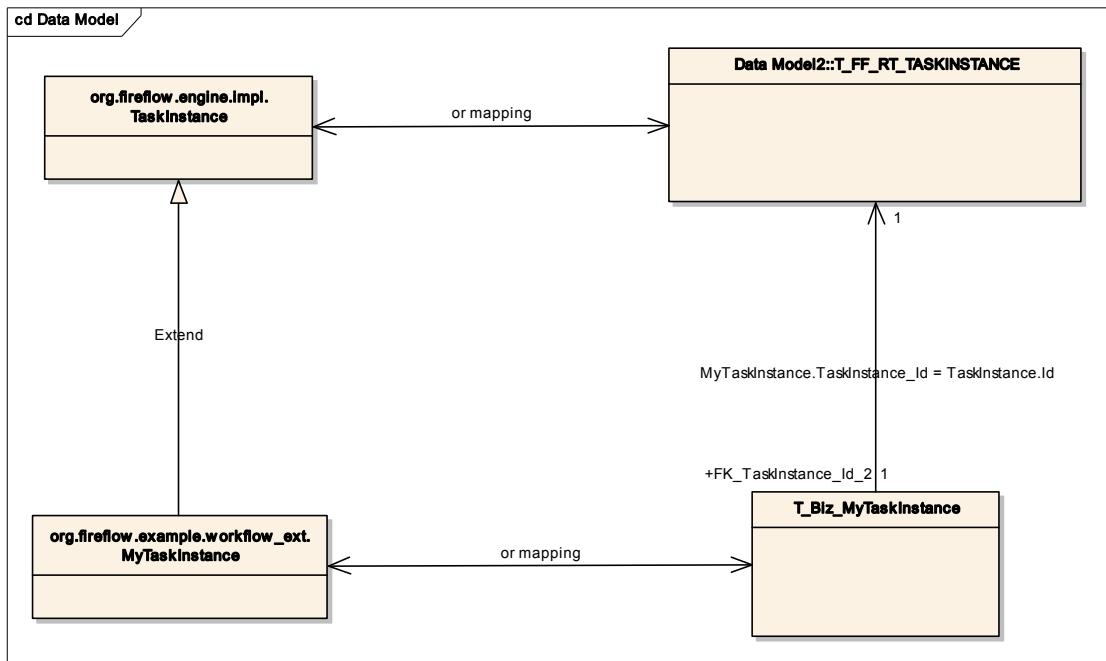 cd Data Model
Data Model2::T_FF_RT_TASKINSTANCE
org.fireflow.engine.impl.
TaskInstance
or mapping
1
Extend
MyTaskInstance.TaskInstance_Id = TaskInstance.Id
+FK_TaskInstance_Id_2 1
T_Biz_MyTaskInstance
org.fireflow.example.workflow_ext.
MyTaskInstance
or mapping